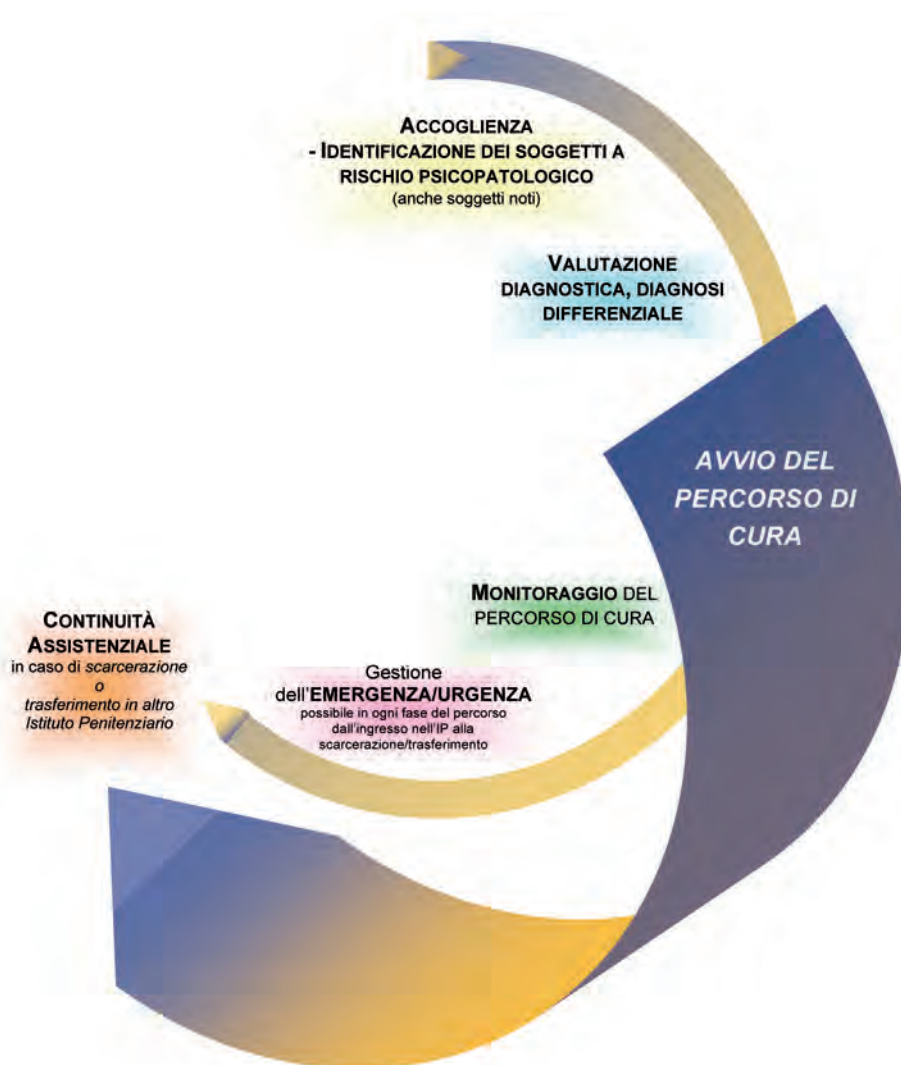 ACCOGLIENZA
- IDENTIFICAZIONE DEI SOGGETTI A
RISCHIO PSICOPATOLOGICO
(anche soggetti noti)
VALUTAZIONE
DIAGNOSTICA, DIAGNOSI
DIFFERENZIALE
AVVIO DEL
PERCORSO DI
CURA
MONITORAGGIO DEL
PERCORSO DI CURA
Gestione
dell'EMERGENZA/URGENZA
possibile in ogni fase del percorso
dall'ingresso nell'IP alla
scarcerazione/trasferimento
CONTINUITÀ
ASSISTENZIALE
in caso di scarcerazione
o
trasferimento in altro
Istituto Penitenziario